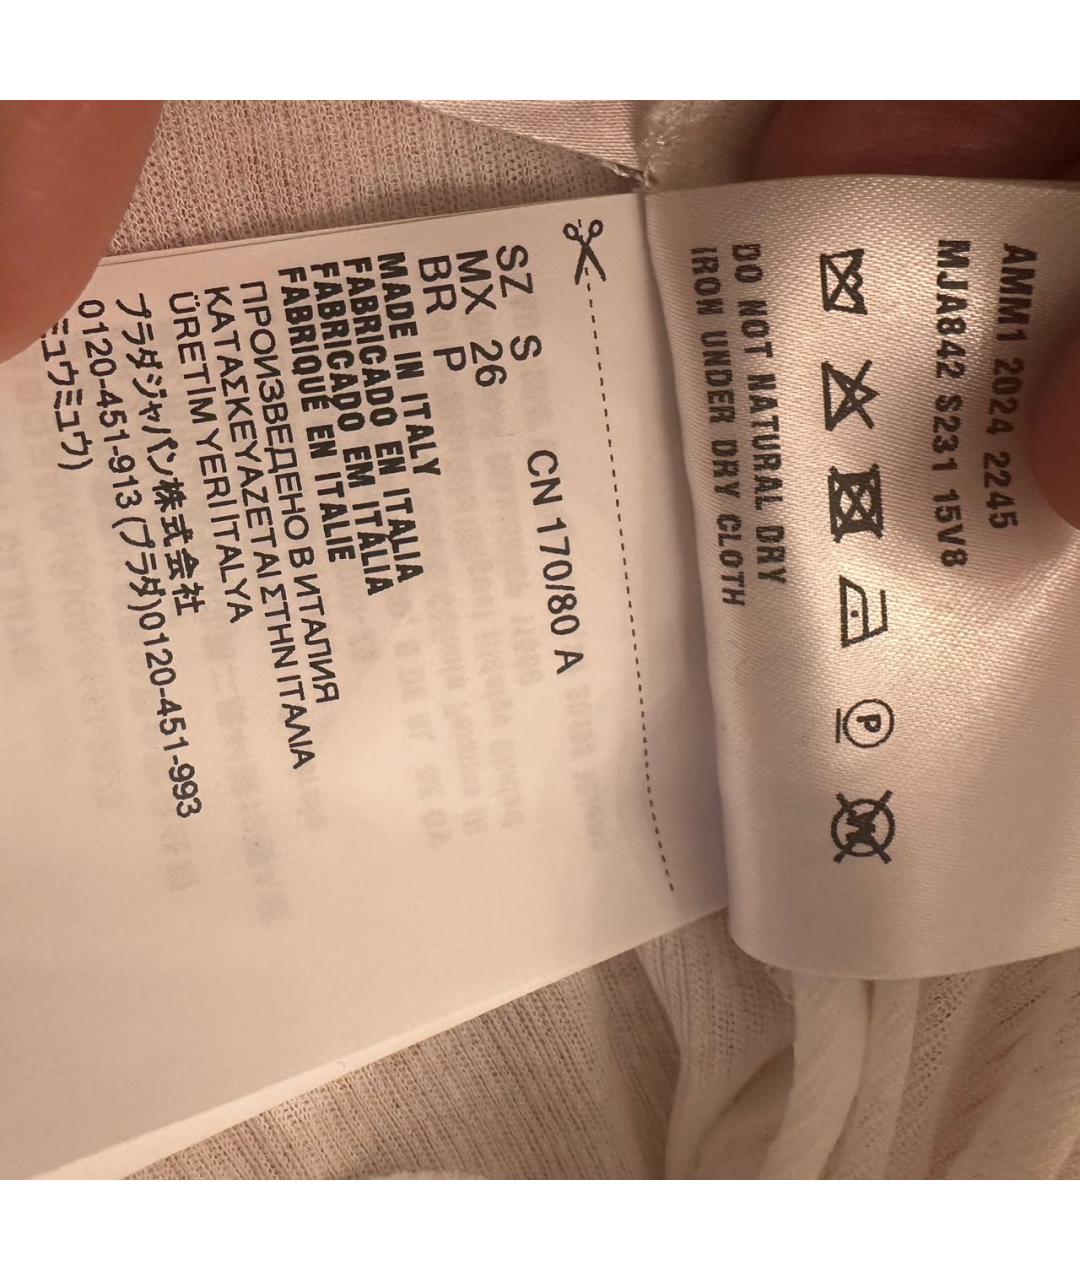 AMM1 2024 2245
MJA842 S231 15V8
P
DO NOT NATURAL DRY
IRON UNDER DRY CLOTH
SZ S CN 170/80 A
MX 26
BR P
MADE IN ITALY
FABRICADO EN ITALIA
FABRICADO EM ITÁLIA
FABRIQUÉ EN ITALIE
ПРОИЗВЕДЕНО В ИТАЛИЯ
ΚΑΤΑΣΚΕΥΑΖΕΤΑΙ ΣΤΗΝ ΙΤΑΛΙΑ
ÜRETİM YERİ İTALYA
プラダジャパン株式会社
0120-451-913 (プラダ)0120-451-993
ミュウミュウ)